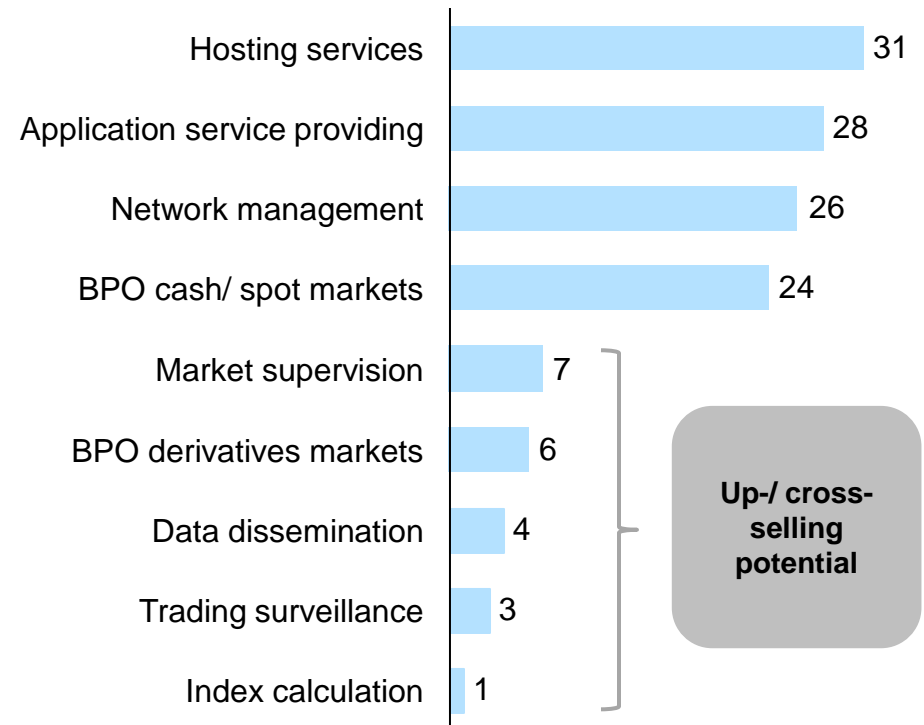 Hosting services 31
Application service providing 28
Network management 26
BPO cash/ spot markets 24
Market supervision 7
BPO derivatives markets 6
Data dissemination 4
Trading surveillance 3
Index calculation 1
Up-/ cross-
selling
potential